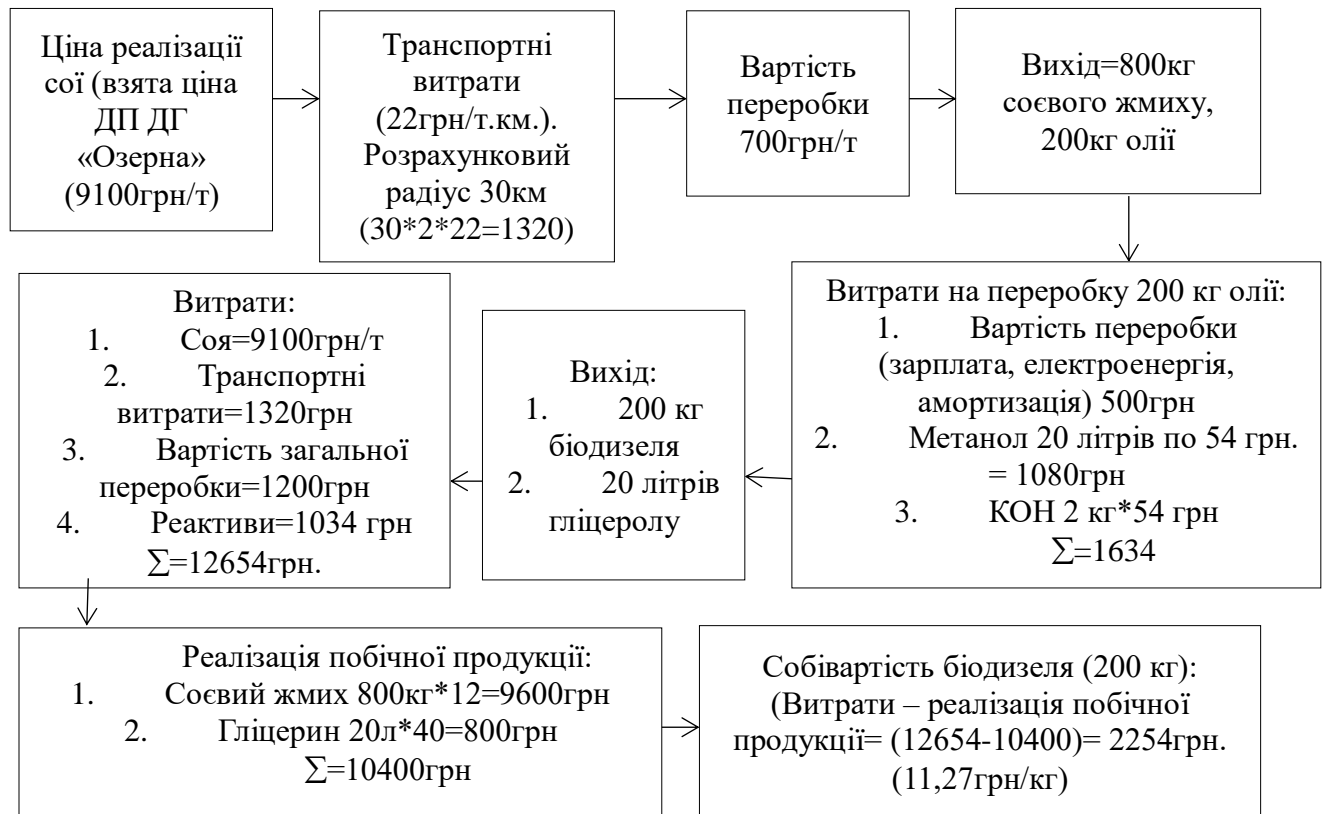 Ціна реалізації
сої (взята ціна
ДП ДГ
«Озерна»
(9100грн/т)
Транспортні
витрати
(22грн/т.км.).
Розрахунковий
радіус 30км
(30*2*22=1320)
Вартість
переробки
700грн/т
Вихід=800кг
соєвого жмиху,
200кг олії
Витрати на переробку 200 кг олії:
1. Вартість переробки
(зарплата, електроенергія,
амортизація) 500грн
2. Метанол 20 літрів по 54 грн.
= 1080грн
3. КОН 2 кг*54 грн
∑=1634
Вихід:
1. 200 кг
біодизеля
2. 20 літрів
гліцеролу
Витрати:
1. Соя=9100грн/т
2. Транспортні
витрати=1320грн
3. Вартість загальної
переробки=1200грн
4. Реактиви=1034 грн
∑=12654грн.
Реалізація побічної продукції:
1. Соєвий жмих 800кг*12=9600грн
2. Гліцерин 20л*40=800грн
∑=10400грн
Собівартість біодизеля (200 кг):
(Витрати – реалізація побічної
продукції= (12654-10400)= 2254грн.
(11,27грн/кг)